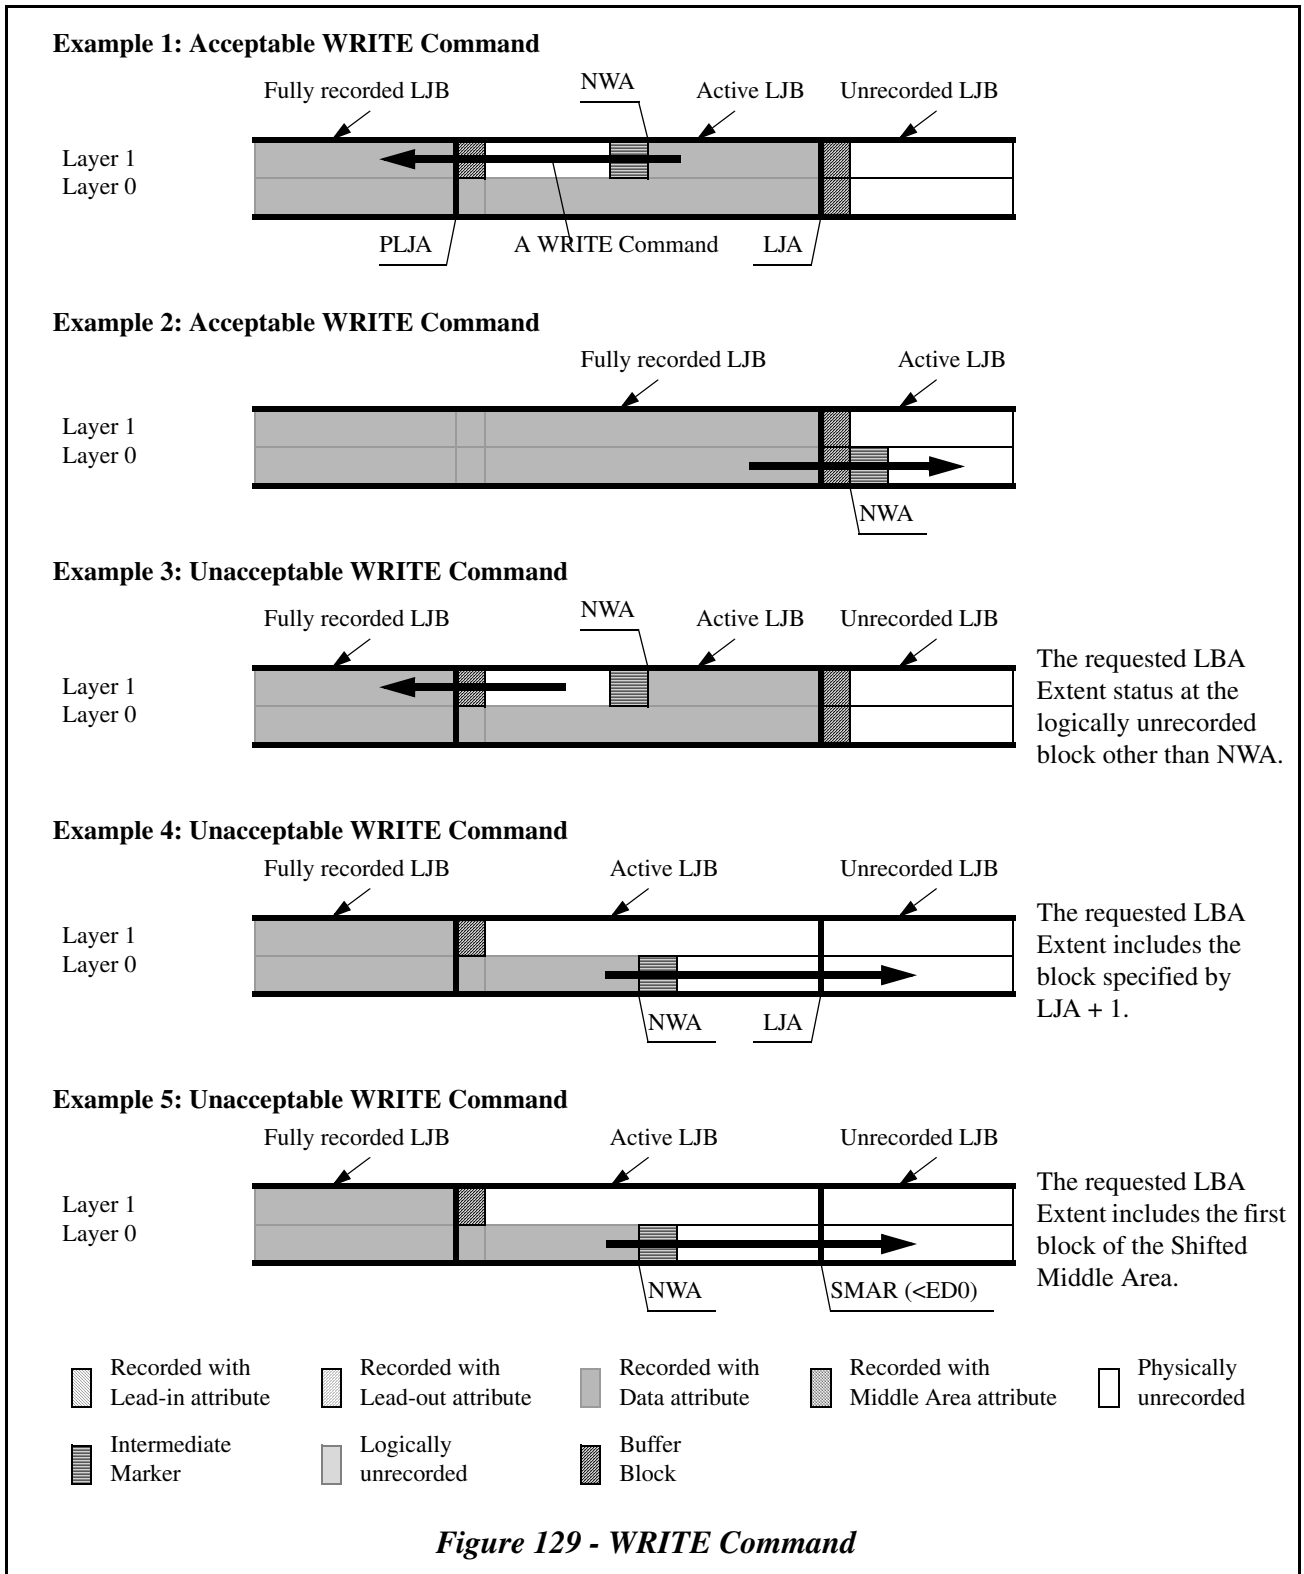 Example 1: Acceptable WRITE Command
NWA
Fully recorded LJB
Active LJB
Unrecorded LJB
Layer 1
Layer 0
PLJA
A WRITE Command
LJA
Example 2: Acceptable WRITE Command
Fully recorded LJB
Active LJB
Layer 1
Layer 0
NWA
Example 3: Unacceptable WRITE Command
NWA
Fully recorded LJB
Active LJB
Unrecorded LJB
Layer 1
Layer 0
The requested LBA
Extent status at the
logically unrecorded
block other than NWA.
Example 4: Unacceptable WRITE Command
Fully recorded LJB
Active LJB
Unrecorded LJB
Layer 1
Layer 0
The requested LBA
Extent includes the
block specified by
LJA + 1.
NWA
LJA
Example 5: Unacceptable WRITE Command
Fully recorded LJB
Active LJB
Unrecorded LJB
Layer 1
Layer 0
The requested LBA
Extent includes the first
block of the Shifted
Middle Area.
NWA
SMAR (<ED0)
Recorded with
Lead-in attribute
Recorded with
Lead-out attribute
Recorded with
Data attribute
Recorded with
Middle Area attribute
Physically
unrecorded
Intermediate
Marker
Logically
unrecorded
Buffer
Block
Figure 129 - WRITE Command